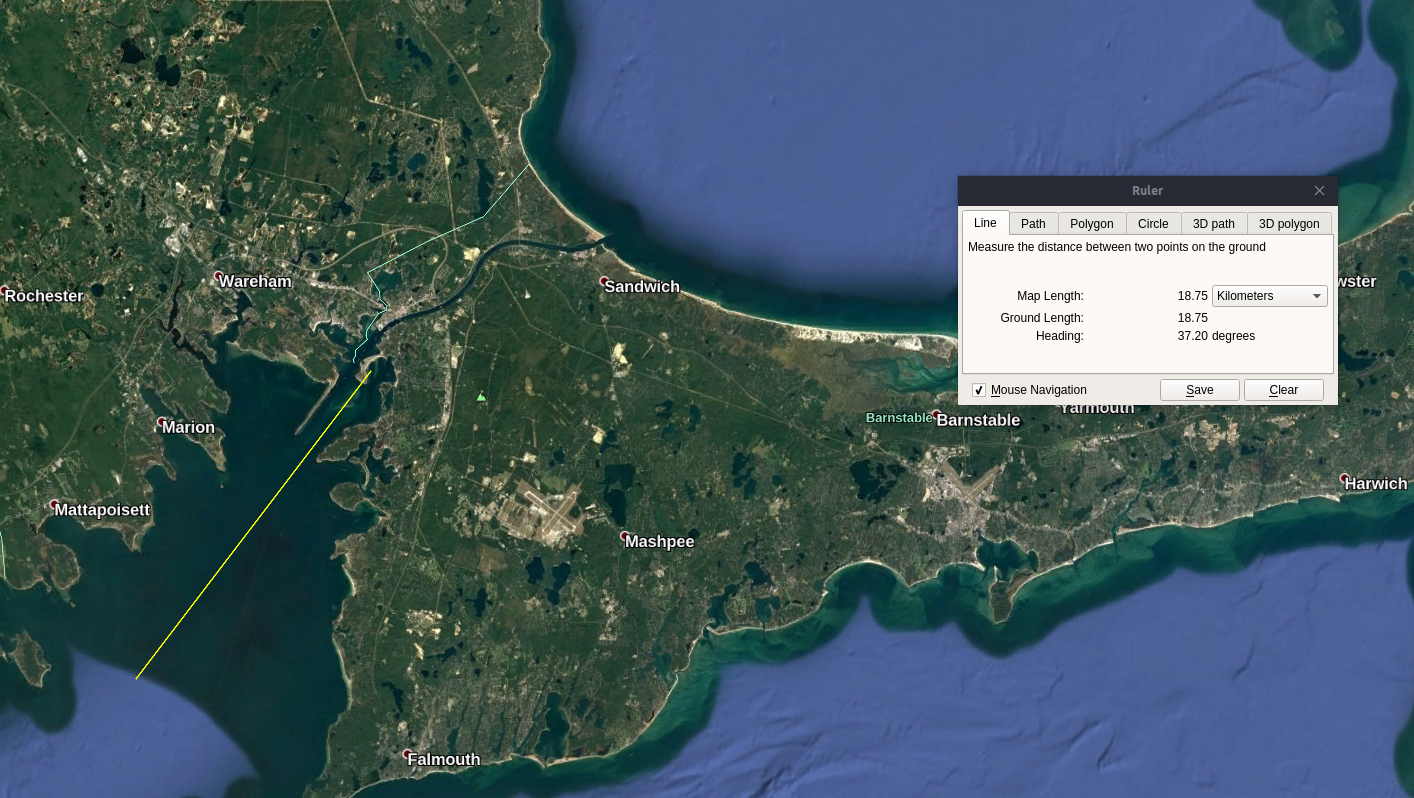 Ruler
Line Path Polygon Circle 3D path 3D polygon
Measure the distance between two points on the ground
Map Length: 18.75 Kilometers
Ground Length: 18.75
Heading: 37.20 degrees
Mouse Navigation Save Clear
Wareham
Rochester
Sandwich
wster
Marion
Yarmouth
Barnstable Barnstable
Harwich
Mattapoisett
Mashpee
Falmouth